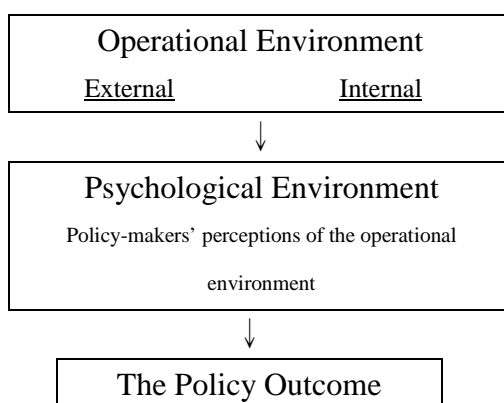 Operational Environment
External Internal
Psychological Environment
Policy-makers’ perceptions of the operational
environment
The Policy Outcome